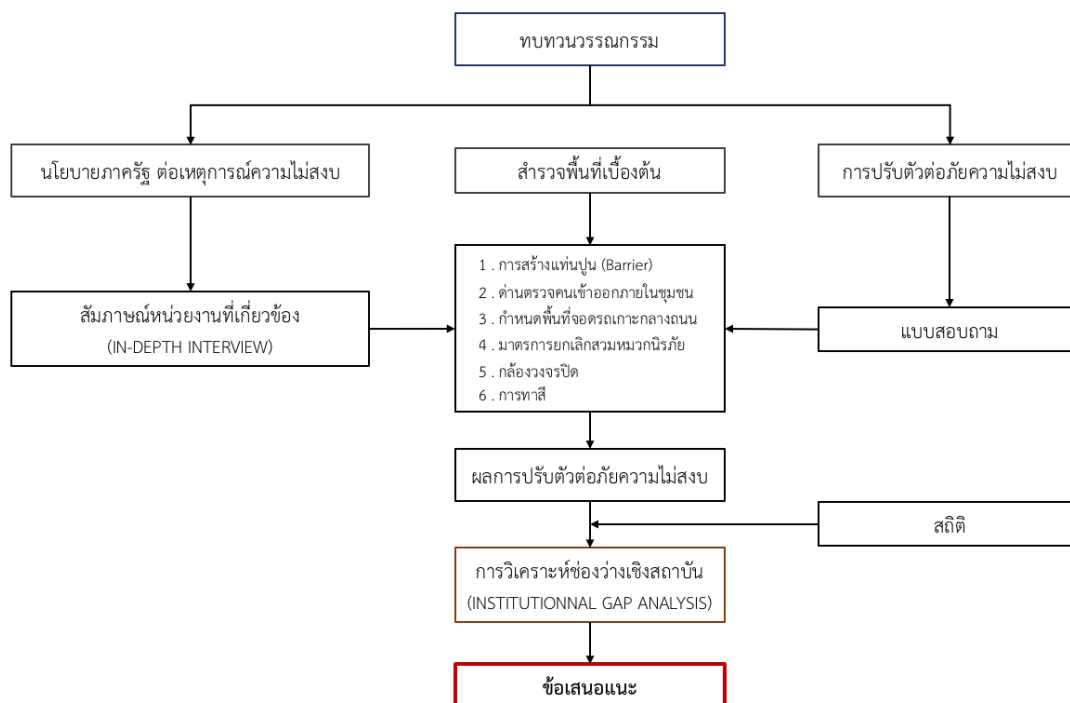 ทบทวนวรรณกรรม
นโยบายภาครัฐ ต่อเหตุการณ์ความไม่สงบ
สำรวจพื้นที่เบื้องต้น
การปรับตัวต่อภัยความไม่สงบ
1 . การสร้างแท่นปูน (Barrier)
2 . ด่านตรวจคนเข้าออกภายในชุมชน
3 . กำหนดพื้นที่จอดรถเกาะกลางถนน
4 . มาตรการยกเลิกสวมหมวกนิรภัย
5 . กล้องวงจรปิด
6 . การทาสี
สัมภาษณ์หน่วยงานที่เกี่ยวข้อง
(IN-DEPTH INTERVIEW)
แบบสอบถาม
ผลการปรับตัวต่อภัยความไม่สงบ
สถิติ
การวิเคราะห์ช่องว่างเชิงสถาบัน
(INSTITUTIONNAL GAP ANALYSIS)
ข้อเสนอแนะ